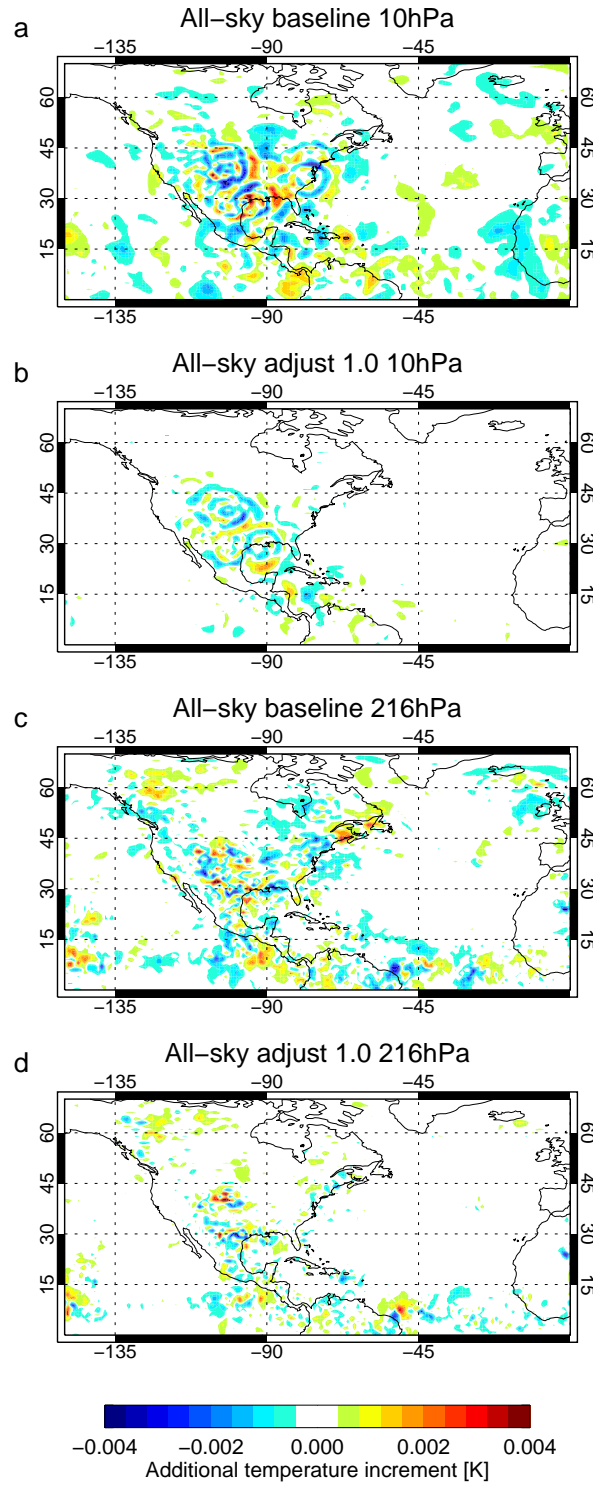 a
All−sky baseline 10hPa
−135 −90 −45
60 60
45 45
30 30
15 15
−135 −90 −45
b
All−sky adjust 1.0 10hPa
−135 −90 −45
60 60
45 45
30 30
15 15
−135 −90 −45
c
All−sky baseline 216hPa
−135 −90 −45
60 60
45 45
30 30
15 15
−135 −90 −45
d
All−sky adjust 1.0 216hPa
−135 −90 −45
60 60
45 45
30 30
15 15
−135 −90 −45
−0.004 −0.002 0.000 0.002 0.004
Additional temperature increment [K]